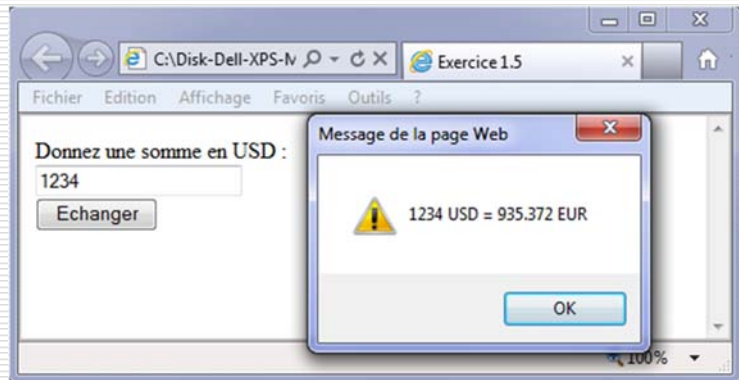 C:\Disk-Dell-XPS-M
Exercice 1.5
Fichier Edition Affichage Favoris Outils ?
Donnez une somme en USD :
1234
Echanger
Message de la page Web
1234 USD = 935.372 EUR
OK
100%